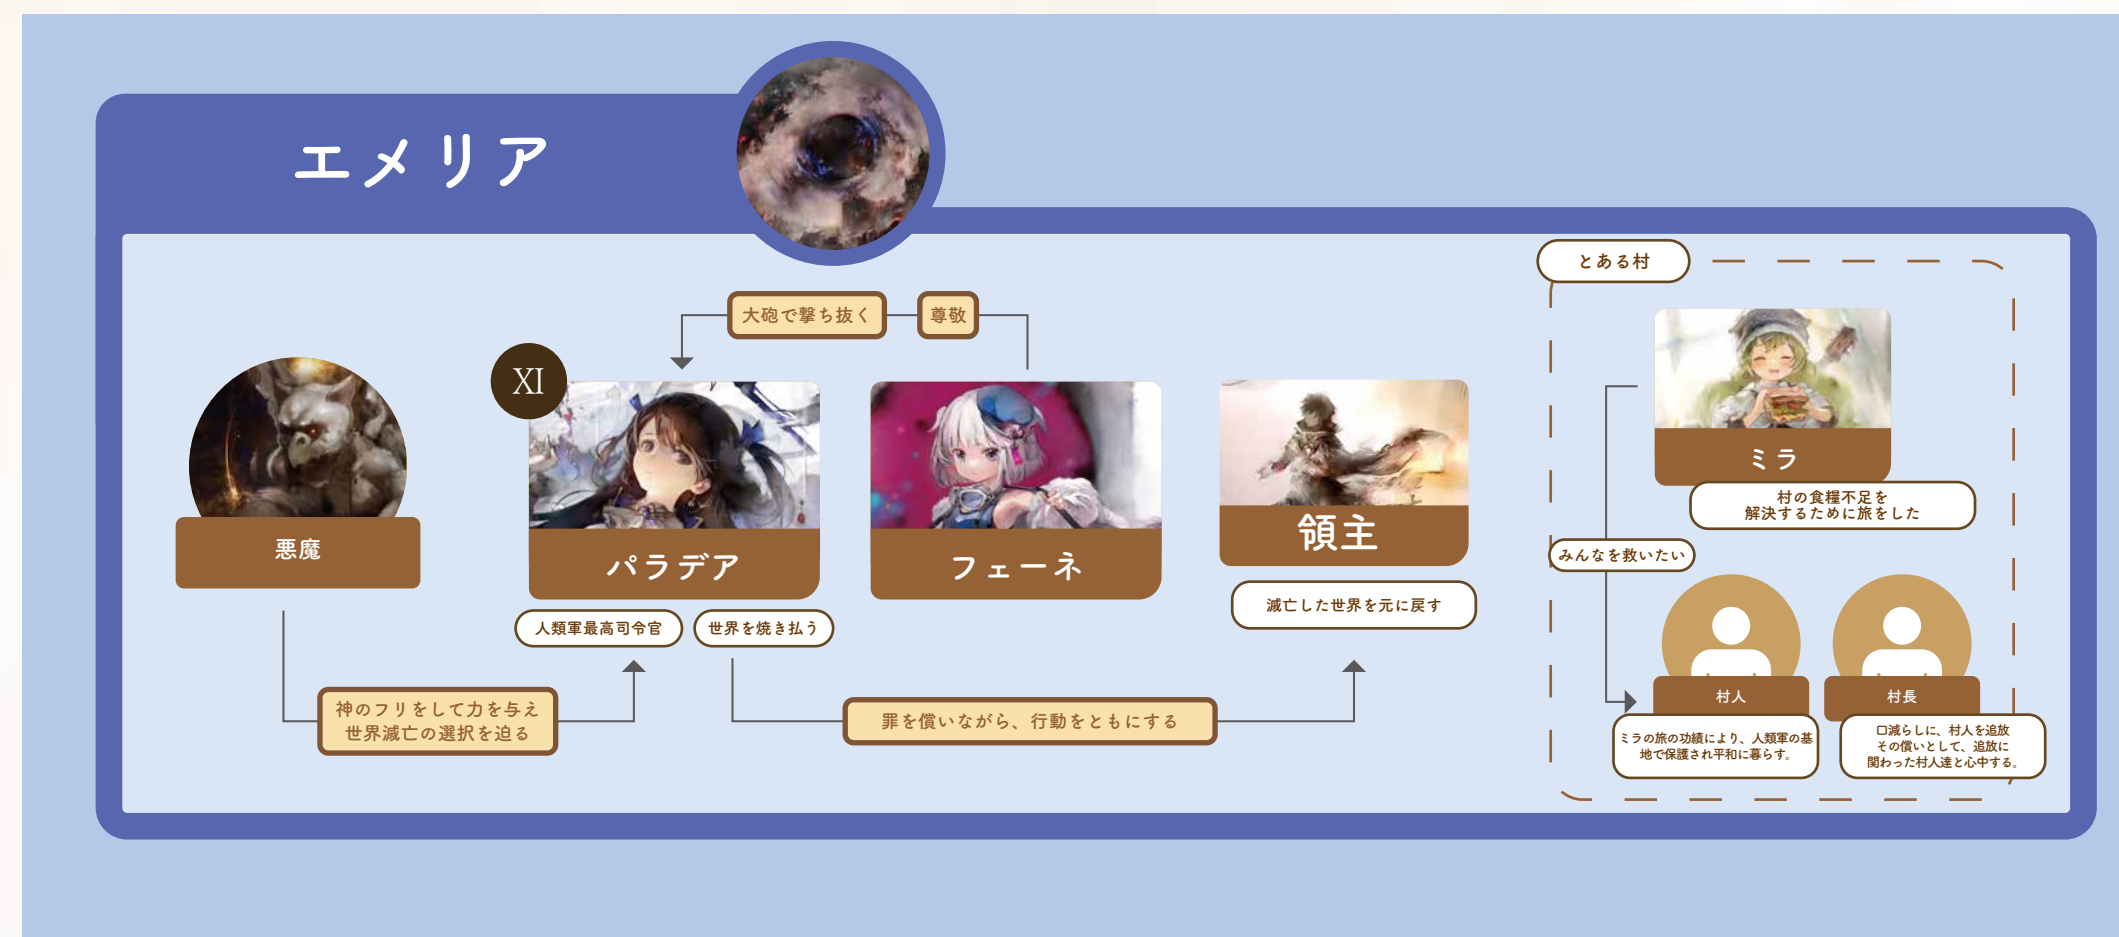 エメリア
大砲で撃ち抜く
尊敬
XI
悪魔
パラデア
フェーネ
領主
人類軍最高司令官
世界を焼き払う
滅亡した世界を元に戻す
神のフリをして力を与え
世界滅亡の選択を迫る
罪を償いながら、行動をともにする
とある村
ミラ
村の食糧不足を
解決するために旅をした
みんなを救いたい
村人
村長
ミラの旅の功績により、人類軍の基
地で保護され平和に暮らす。
口減らしに、村人を追放
その償いとして、追放に
関わった村人達と心中する。